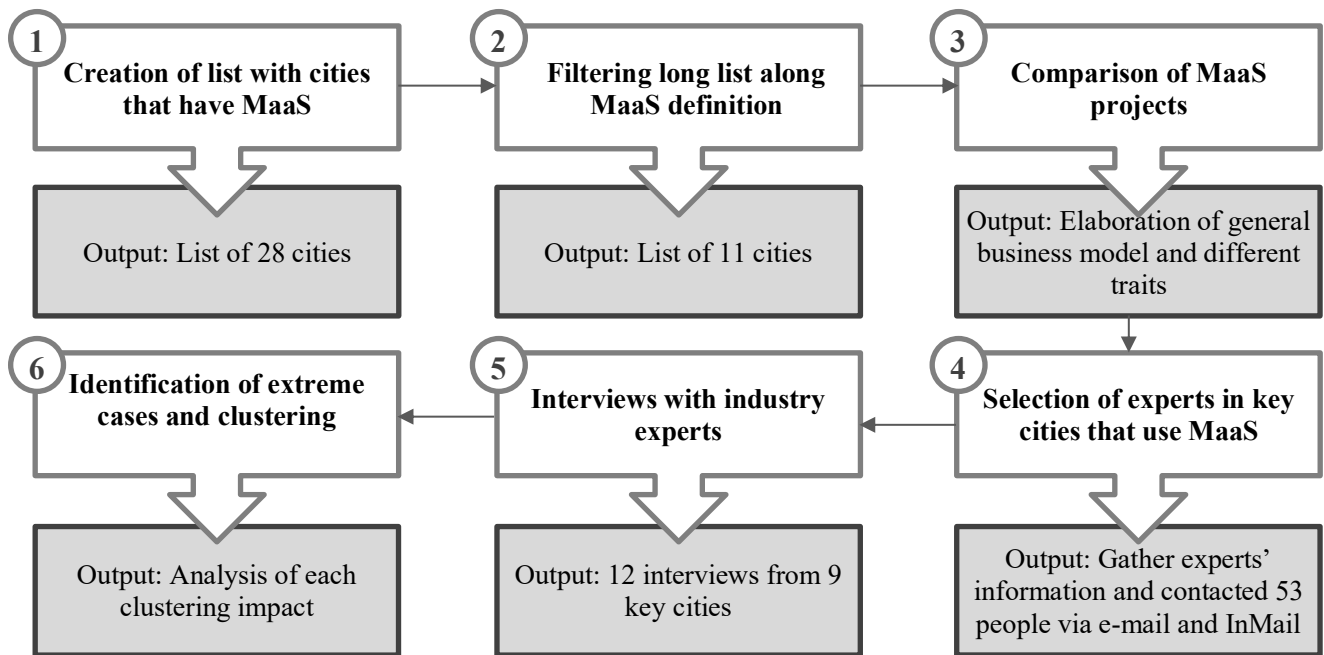 1
Creation of list with cities
that have MaaS
Output: List of 28 cities
2
Filtering long list along
MaaS definition
Output: List of 11 cities
3
Comparison of MaaS
projects
Output: Elaboration of general
business model and different
traits
4
Selection of experts in key
cities that use MaaS
Output: Gather experts’
information and contacted 53
people via e-mail and InMail
5
Interviews with industry
experts
Output: 12 interviews from 9
key cities
6
Identification of extreme
cases and clustering
Output: Analysis of each
clustering impact